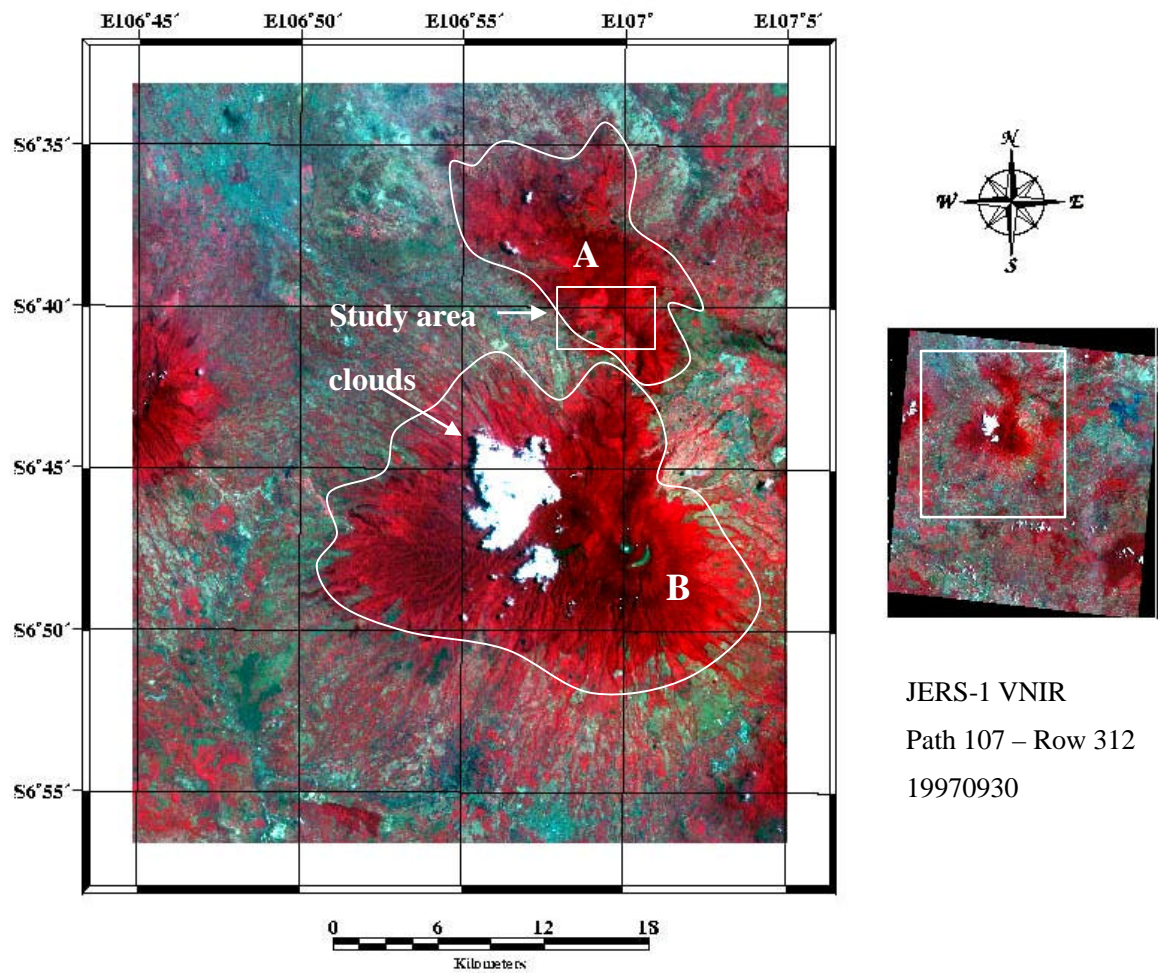 E106°45´ E106°50´ E106°55´ E107° E107°5´
N
W E
S
S6°35´
A
S6°40´
Study area
clouds
S6°45´
B
S6°50´
S6°55´
JERS-1 VNIR
Path 107 – Row 312
19970930
0 6 12 18
Kilometers